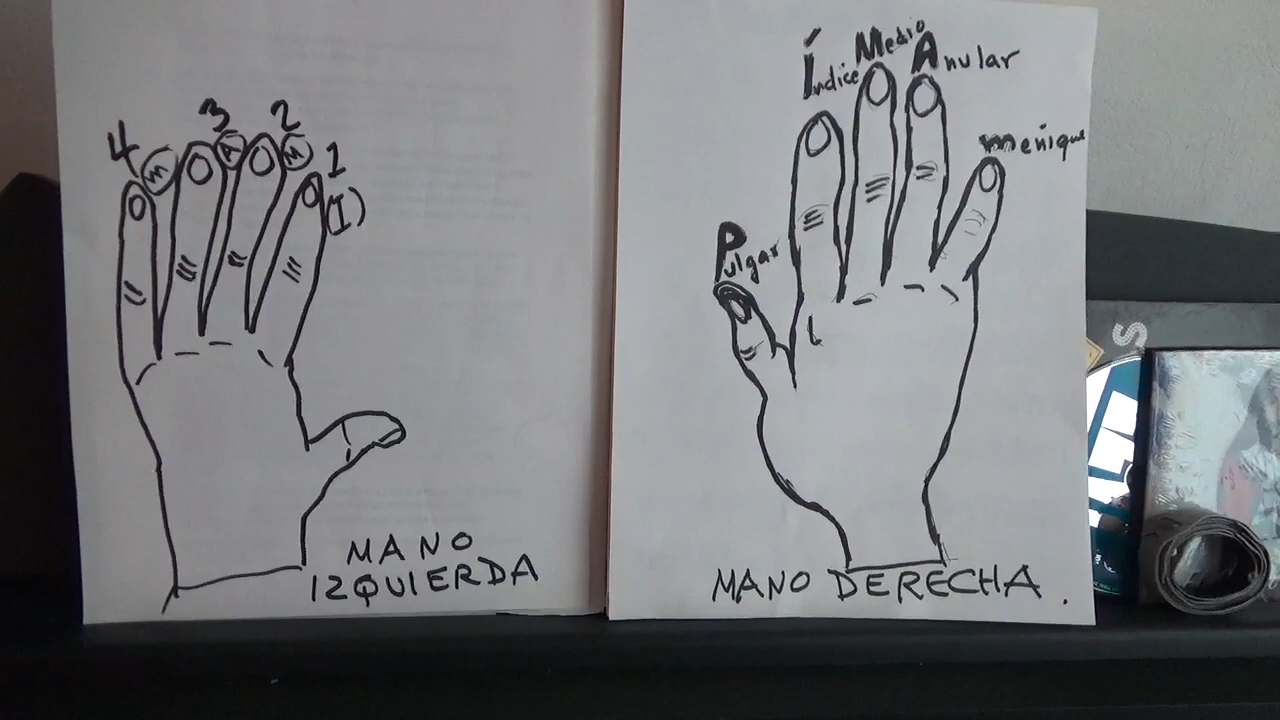 4
m
3
A
2
m
1
(I)
MANO
IZQUIERDA
Índice
Medio
Anular
meñique
Pulgar
MANO DERECHA.
S